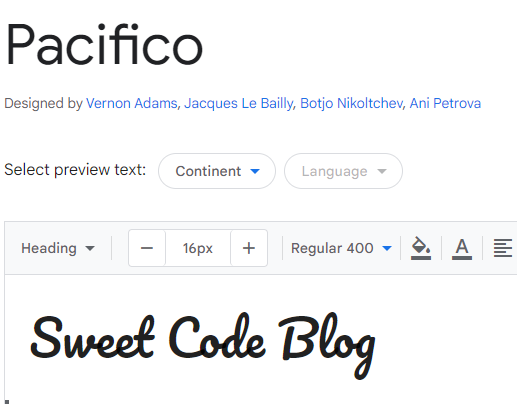 Pacifico
Designed by Vernon Adams, Jacques Le Bailly, Botjo Nikoltchev, Ani Petrova
Select preview text: Continent Language
Heading − 16px + Regular 400 A
Sweet Code Blog